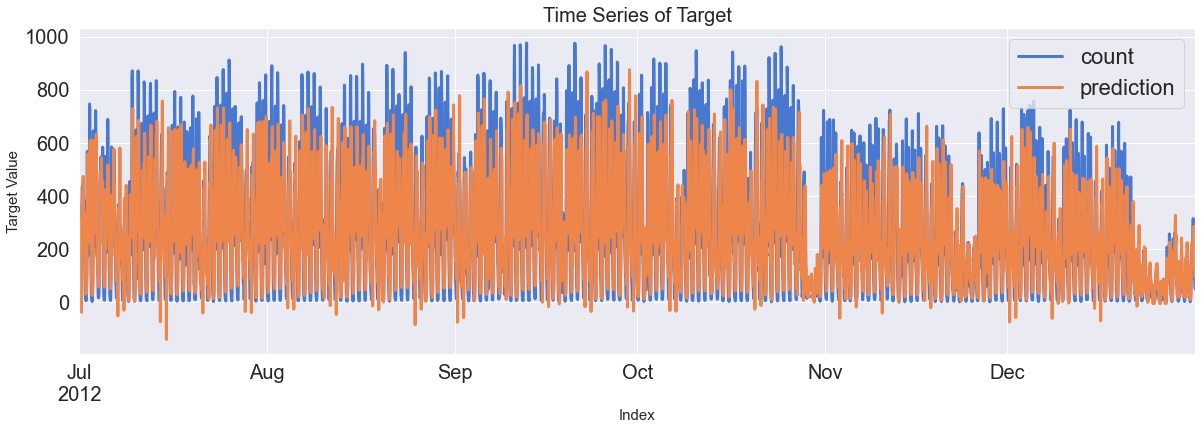 Time Series of Target
1000
800
600
400
200
0
Target Value
count
prediction
Jul Aug Sep Oct Nov Dec
2012
Index